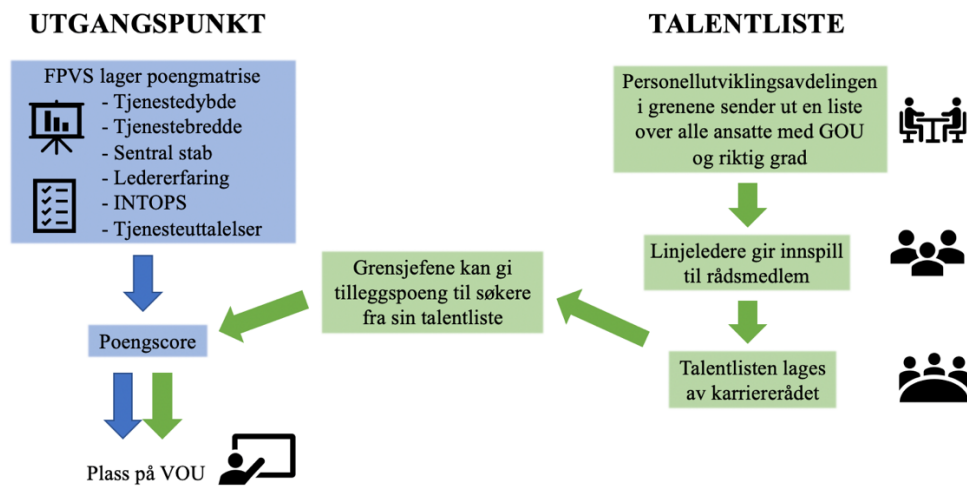 UTGANGSPUNKT
FPVS lager poengmatrise
- Tjenestedybde
- Tjenestebredde
- Sentral stab
- Ledererfaring
- INTOPS
- Tjenesteuttalelser
Poengscore
Plass på VOU
TALENTLISTE
Personellutviklingsavdelingen
i grenene sender ut en liste
over alle ansatte med GOU
og riktig grad
Linjeledere gir innspill
til rådsmedlem
Talentlisten lages
av karriererådet
Grensjefene kan gi
tilleggspoeng til søkere
fra sin talentliste